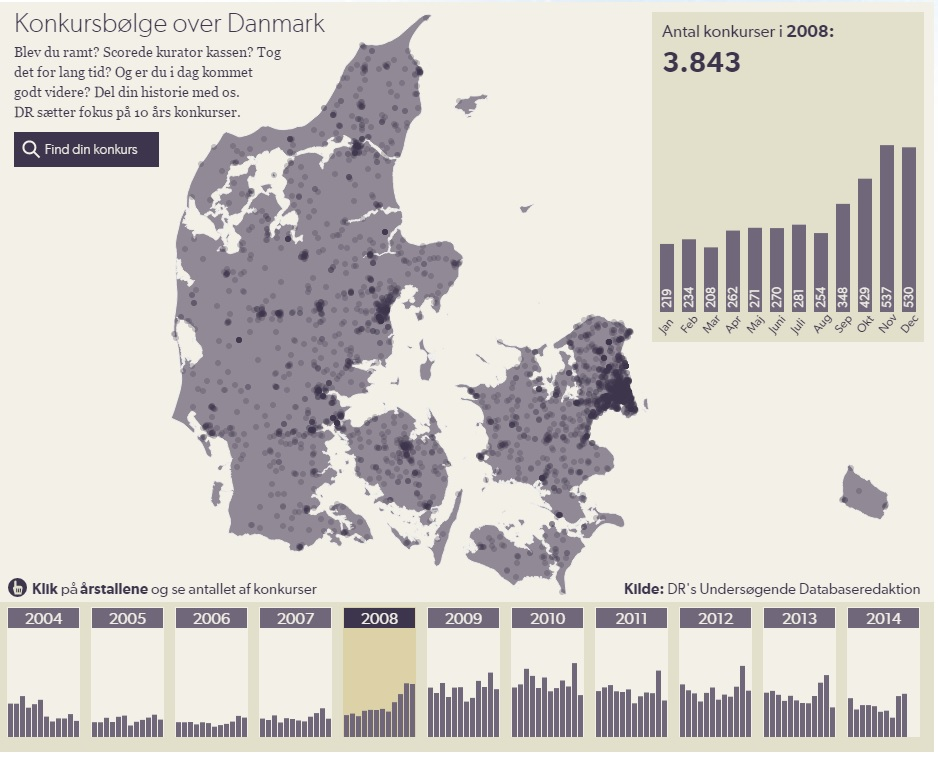 Konkursbølge over Danmark
Blev du ramt? Scorede kurator kassen? Tog
det for lang tid? Og er du i dag kommet
godt videre? Del din historie med os.
DR sætter fokus på 10 års konkurser.
Find din konkurs
Antal konkurser i 2008:
3.843
219 234 208 262 271 270 281 254 348 429 537 530
Jan Feb Mar Apr Maj Juni Juli Aug Sep Okt Nov Dec
Klik på årstallene og se antallet af konkurser
Kilde: DR's Undersøgende Databaseredaktion
2004 2005 2006 2007 2008 2009 2010 2011 2012 2013 2014